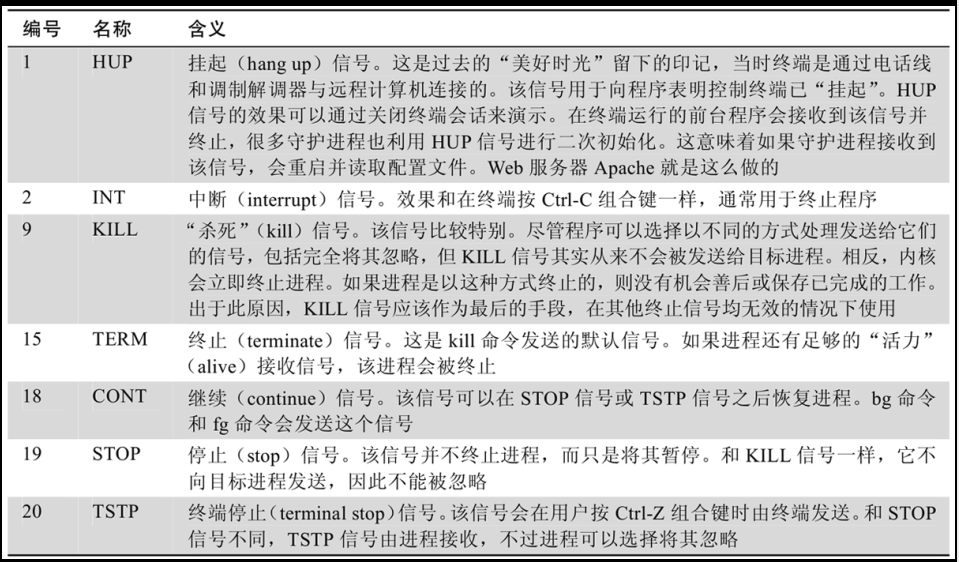 编号 名称 含义
1 HUP 挂起（hang up）信号。这是过去的“美好时光”留下的印记，当时终端是通过电话线
和调制解调器与远程计算机连接的。该信号用于向程序表明控制终端已“挂起”。HUP
信号的效果可以通过关闭终端会话来演示。在终端运行的前台程序会接收到该信号并
终止，很多守护进程也利用 HUP 信号进行二次初始化。这意味着如果守护进程接收到
该信号，会重启并读取配置文件。Web 服务器 Apache 就是这么做的
2 INT 中断（interrupt）信号。效果和在终端按 Ctrl-C 组合键一样，通常用于终止程序
9 KILL “杀死”（kill）信号。该信号比较特别。尽管程序可以选择以不同的方式处理发送给它们
的信号，包括完全将其忽略，但 KILL 信号其实从来不会被发送给目标进程。相反，内核
会立即终止进程。如果进程是以这种方式终止的，则没有机会善后或保存已完成的工作。
出于此原因，KILL 信号应该作为最后的手段，在其他终止信号均无效的情况下使用
15 TERM 终止（terminate）信号。这是 kill 命令发送的默认信号。如果进程还有足够的“活力”
（alive）接收信号，该进程会被终止
18 CONT 继续（continue）信号。该信号可以在 STOP 信号或 TSTP 信号之后恢复进程。bg 命令
和 fg 命令会发送这个信号
19 STOP 停止（stop）信号。该信号并不终止进程，而只是将其暂停。和 KILL 信号一样，它不
向目标进程发送，因此不能被忽略
20 TSTP 终端停止（terminal stop）信号。该信号会在用户按 Ctrl-Z 组合键时由终端发送。和 STOP
信号不同，TSTP 信号由进程接收，不过进程可以选择将其忽略